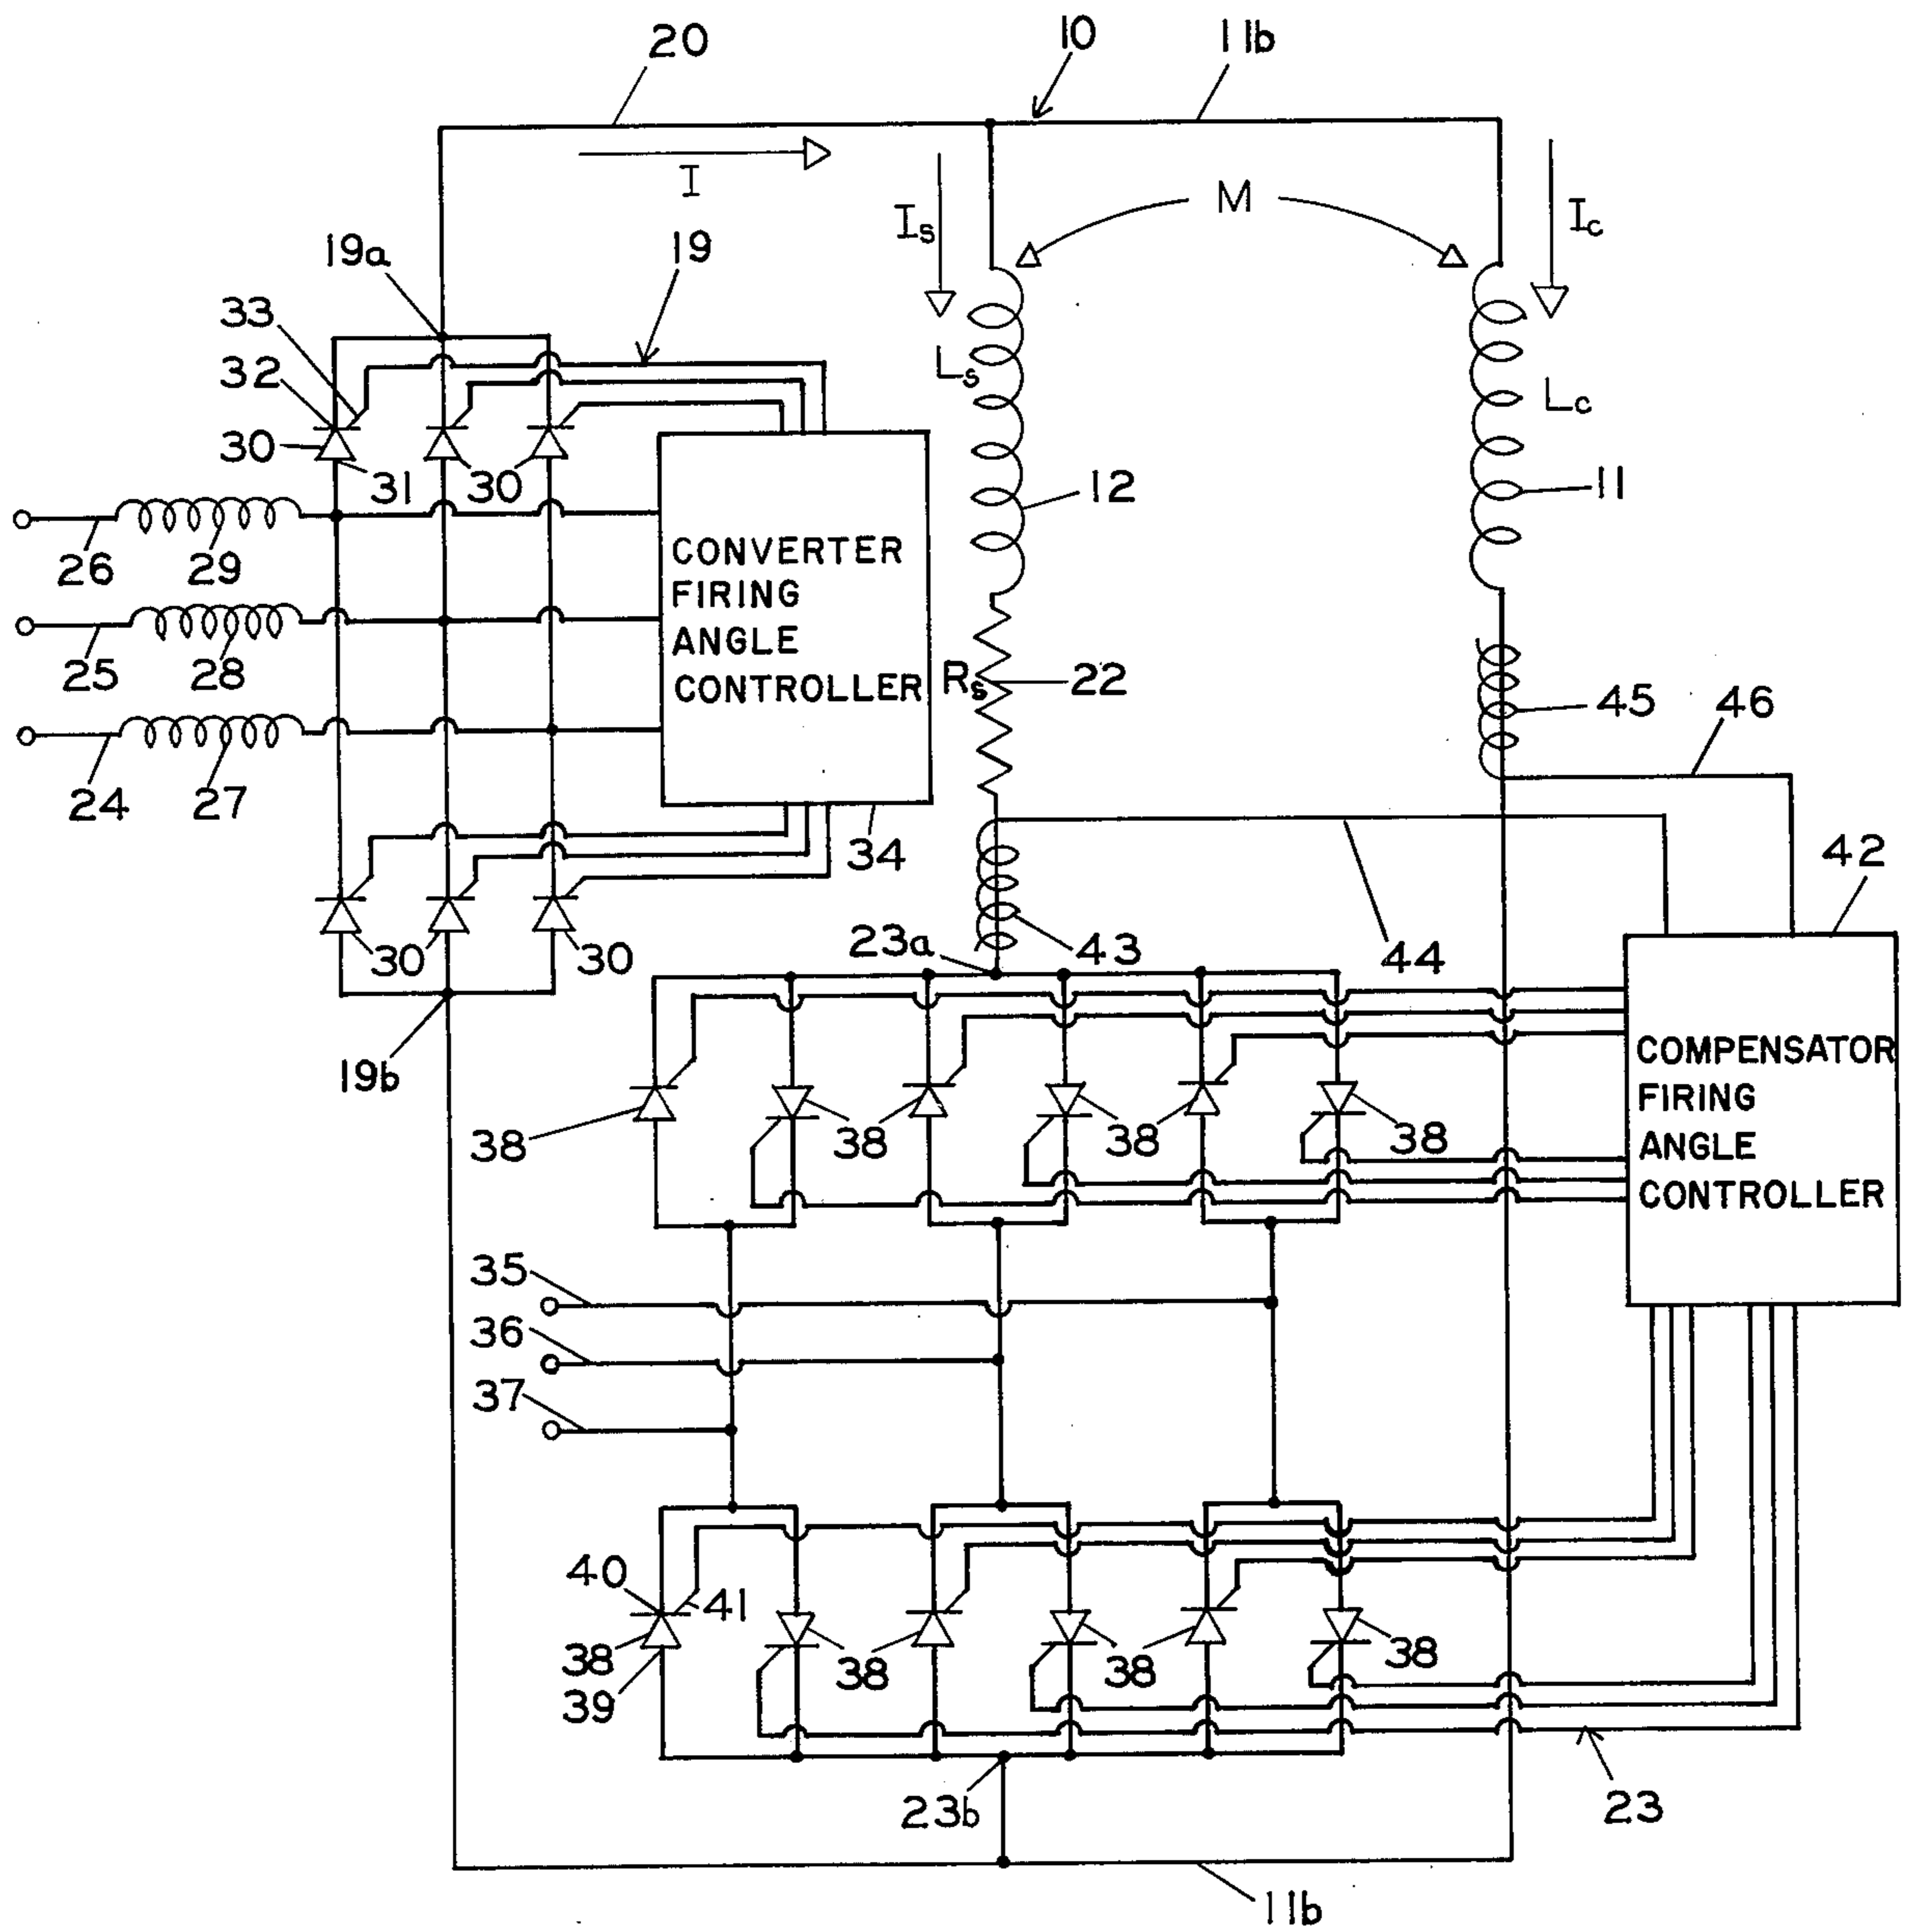 20
10
11b
I
M
Is
Ic
19a
19
33
32
Ls
Lc
30
31
30
12
11
26
29
CONVERTER
FIRING
ANGLE
CONTROLLER
25
28
Rs
22
45
46
24
27
34
42
30
30
23a
43
44
19b
COMPENSATOR
FIRING
ANGLE
CONTROLLER
38
38
38
38
35
36
37
40
41
38
38
38
38
39
23b
23
11b